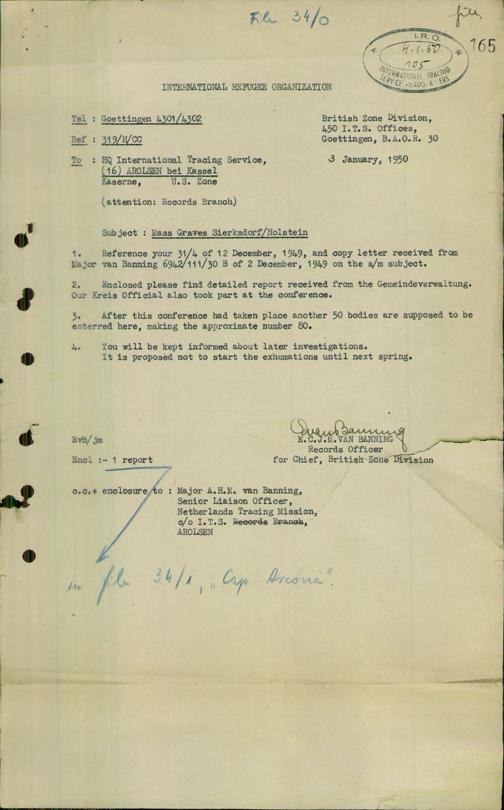 File 34/0
file
165
I.R.O.
4.1.50
105
INTERNATIONAL TRACING
SERVICE HEADQUARTERS
INTERNATIONAL REFUGEE ORGANIZATION
Tel : Goettingen 4301/4302
Ref : 319/H/CC
British Zone Division,
450 I.T.S. Offices,
Goettingen, B.A.O.R. 30
To : HQ International Tracing Service,
(16) AROLSEN bei Kassel
Kaserne, U.S. Zone
3 January, 1950
(attention: Records Branch)
Subject : Mass Graves Sierksdorf/Holstein
1. Reference your 31/4 of 12 December, 1949, and copy letter received from
Major van Banning 6942/111/30 B of 2 December, 1949 on the a/m subject.
2. Enclosed please find detailed report received from the Gemeindeverwaltung.
Our Kreis Official also took part at the conference.
3. After this conference had taken place another 50 bodies are supposed to be
enterred here, making the approximate number 80.
4. You will be kept informed about later investigations.
It is proposed not to start the exhumations until next spring.
EvB/jm
Encl :- 1 report
EvanBanning
E.C.J.M. VAN BANNING
Records Officer
for Chief, British Zone Division
c.c.+ enclosure to : Major A.H.M. van Banning,
Senior Liaison Officer,
Netherlands Tracing Mission,
c/o I.T.S. Records Branch,
AROLSEN
in file 34/1, „Cap Arcona".